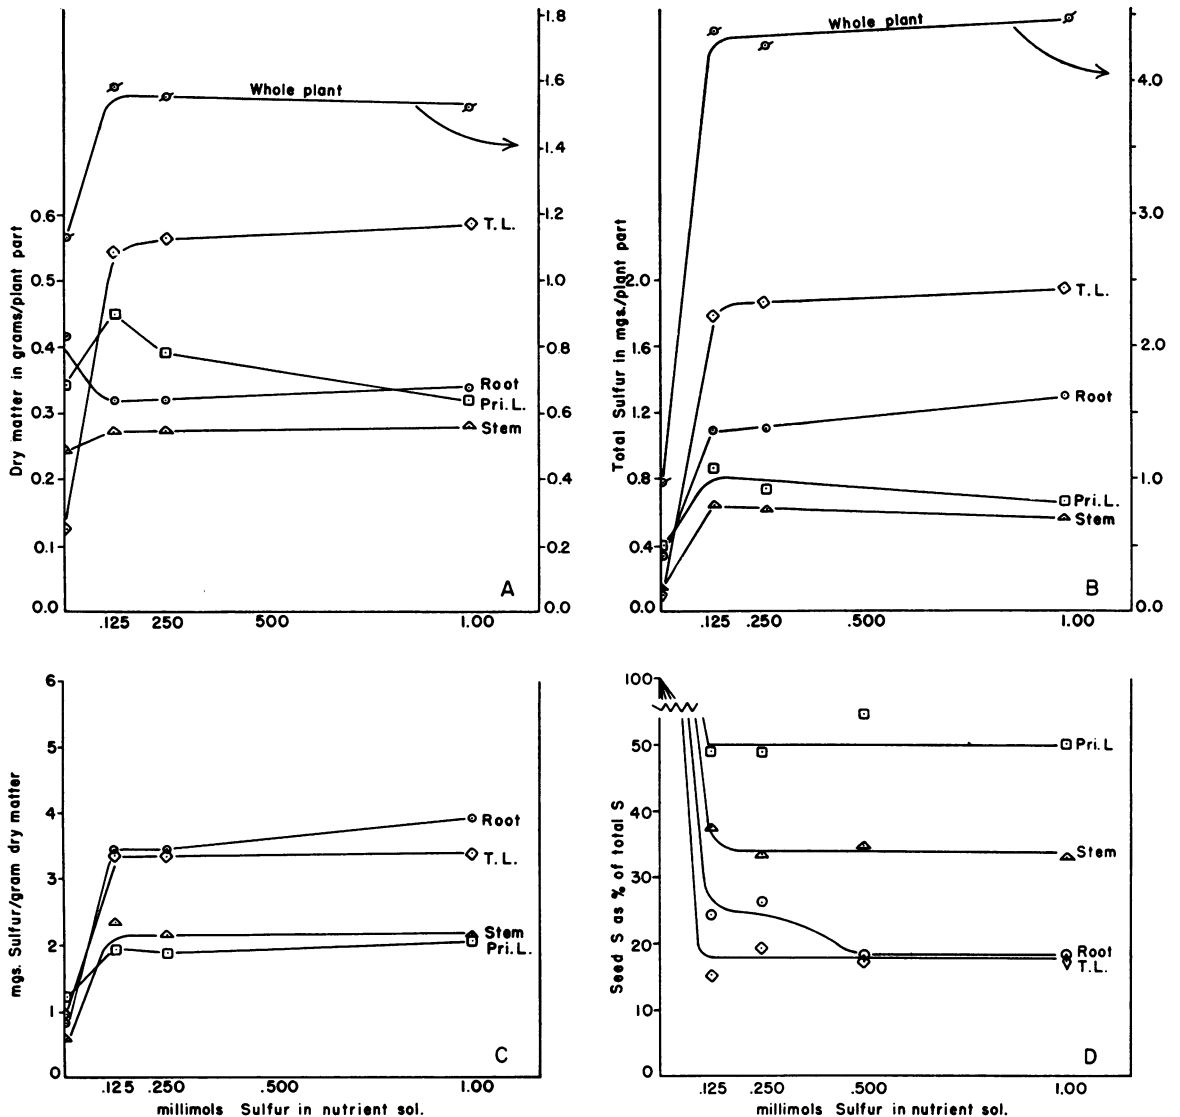 1.8
1.6
1.4
1.2
1.0
0.8
0.6
0.4
0.2
0.0
Whole plant
T.L.
Root
Pri.L.
Stem
0.6
0.5
0.4
0.3
0.2
0.1
0.0
Dry matter in grams/plant part
A
.125 .250 .500 1.00
Whole plant
4.0
3.0
2.0
1.0
0.0
T.L.
Root
Pri.L.
Stem
2.0
1.6
1.2
0.8
0.4
0.0
Total Sulfur in mgs./plant part
B
.125 .250 .500 1.00
6
5
4
3
2
1
0
mgs. Sulfur/gram dry matter
Root
T.L.
Stem
Pri.L.
C
.125 .250 .500 1.00
millimols Sulfur in nutrient sol.
100
50
40
30
20
10
0
Seed S as % of total S
Pri.L
Stem
Root
T.L.
D
.125 .250 .500 1.00
millimols Sulfur in nutrient sol.